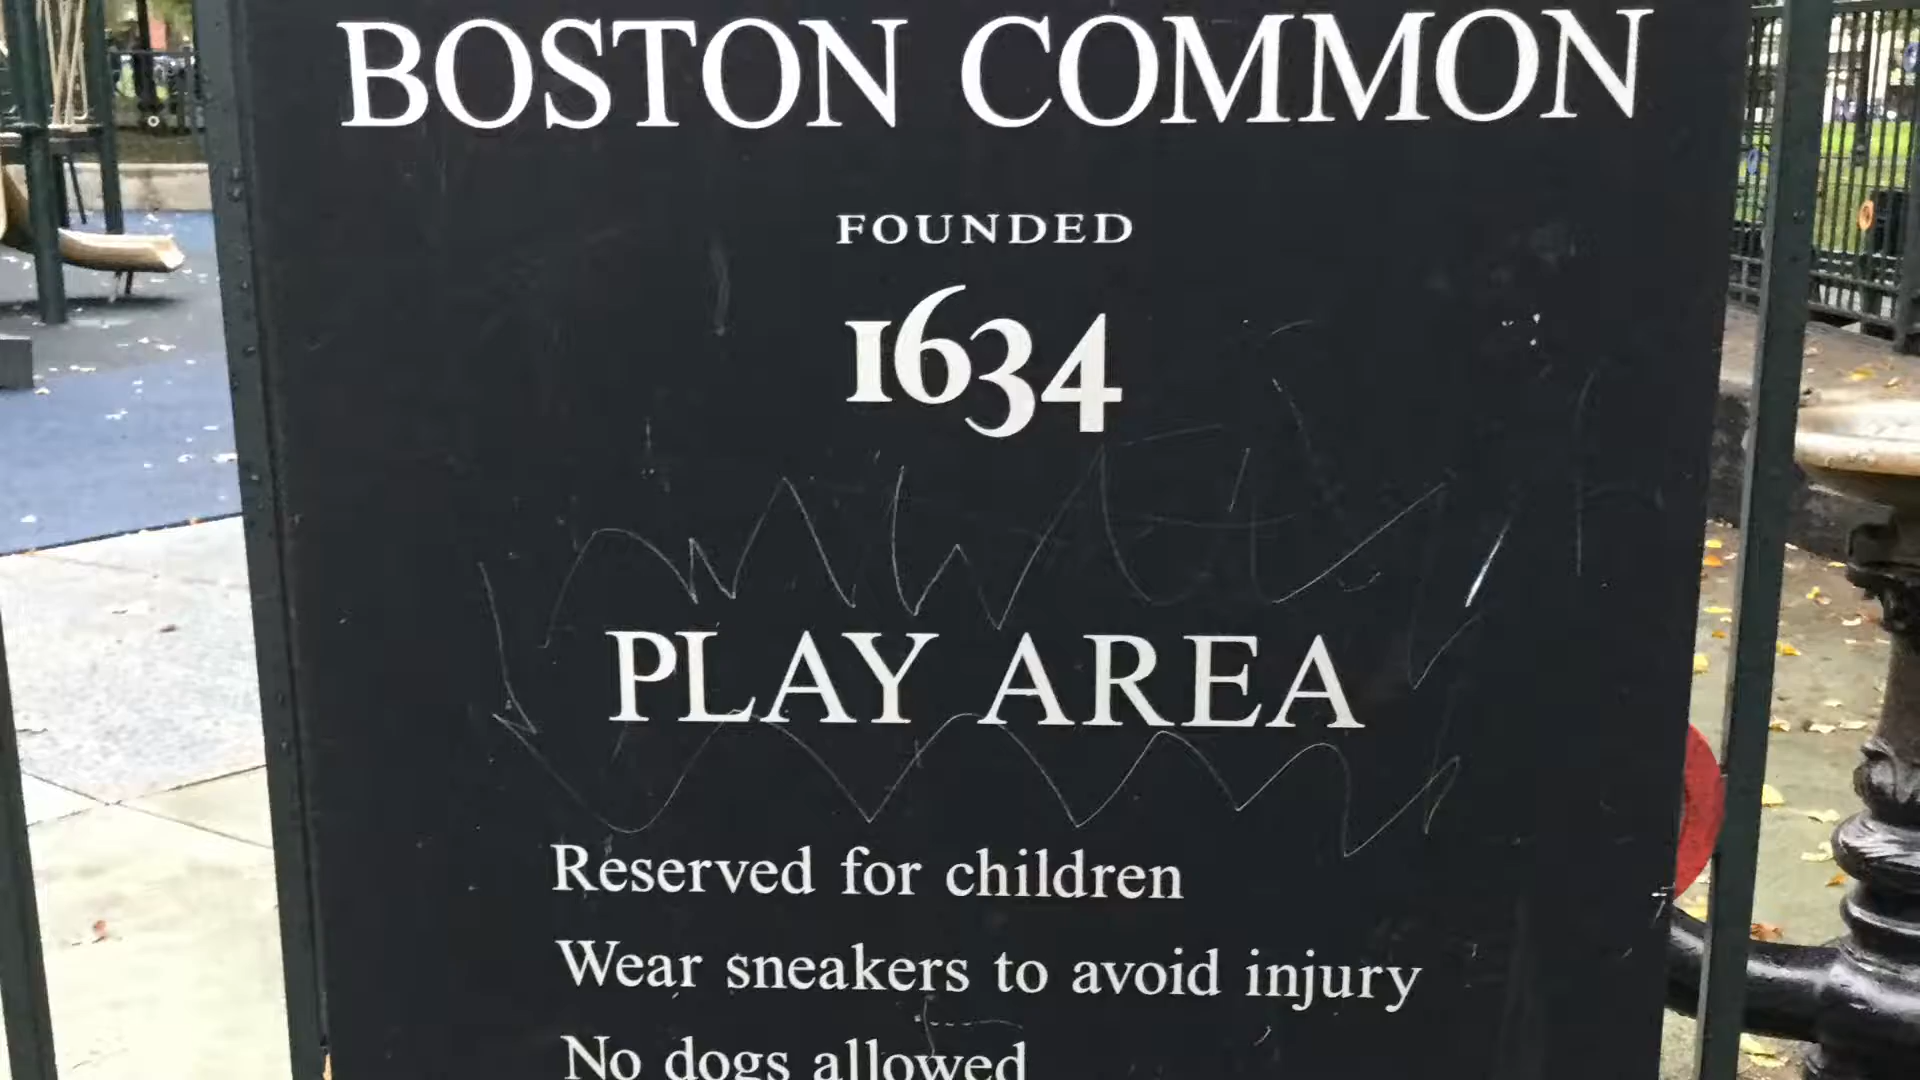 BOSTON COMMON
FOUNDED
1634
PLAY AREA
Reserved for children
Wear sneakers to avoid injury
No dogs allowed